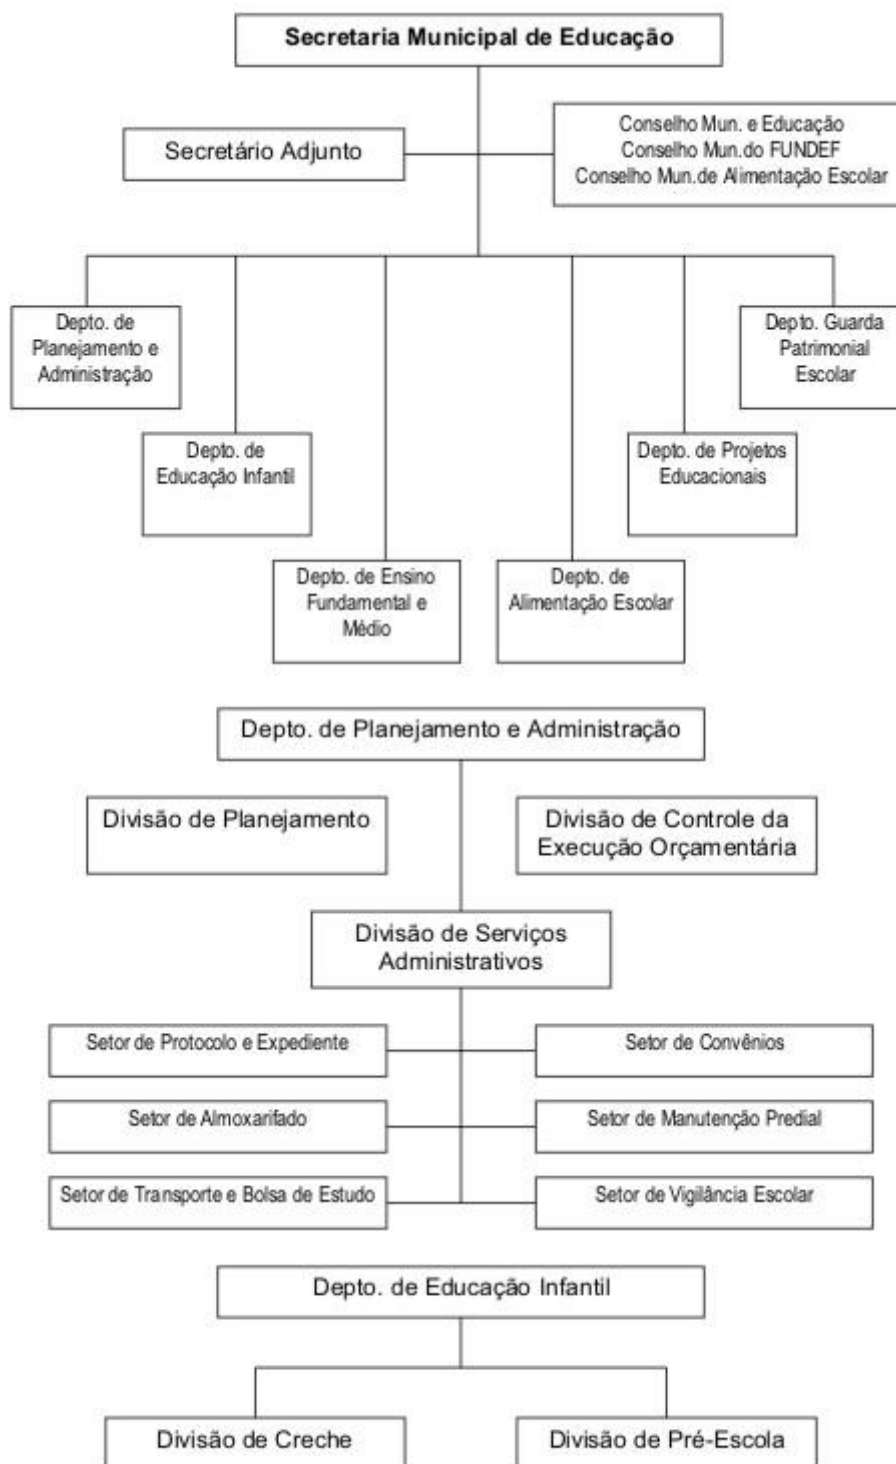 Secretaria Municipal de Educação
Secretário Adjunto
Conselho Mun. e Educação
Conselho Mun.do FUNDEF
Conselho Mun.de Alimentação Escolar
Depto. de
Planejamento e
Administração
Depto. Guarda
Patrimonial
Escolar
Depto. de
Educação Infantil
Depto. de Projetos
Educacionais
Depto. de Ensino
Fundamental e
Médio
Depto. de
Alimentação Escolar
Depto. de Planejamento e Administração
Divisão de Planejamento
Divisão de Controle da
Execução Orçamentária
Divisão de Serviços
Administrativos
Setor de Protocolo e Expediente
Setor de Convênios
Setor de Almoxarifado
Setor de Manutenção Predial
Setor de Transporte e Bolsa de Estudo
Setor de Vigilância Escolar
Depto. de Educação Infantil
Divisão de Creche
Divisão de Pré-Escola